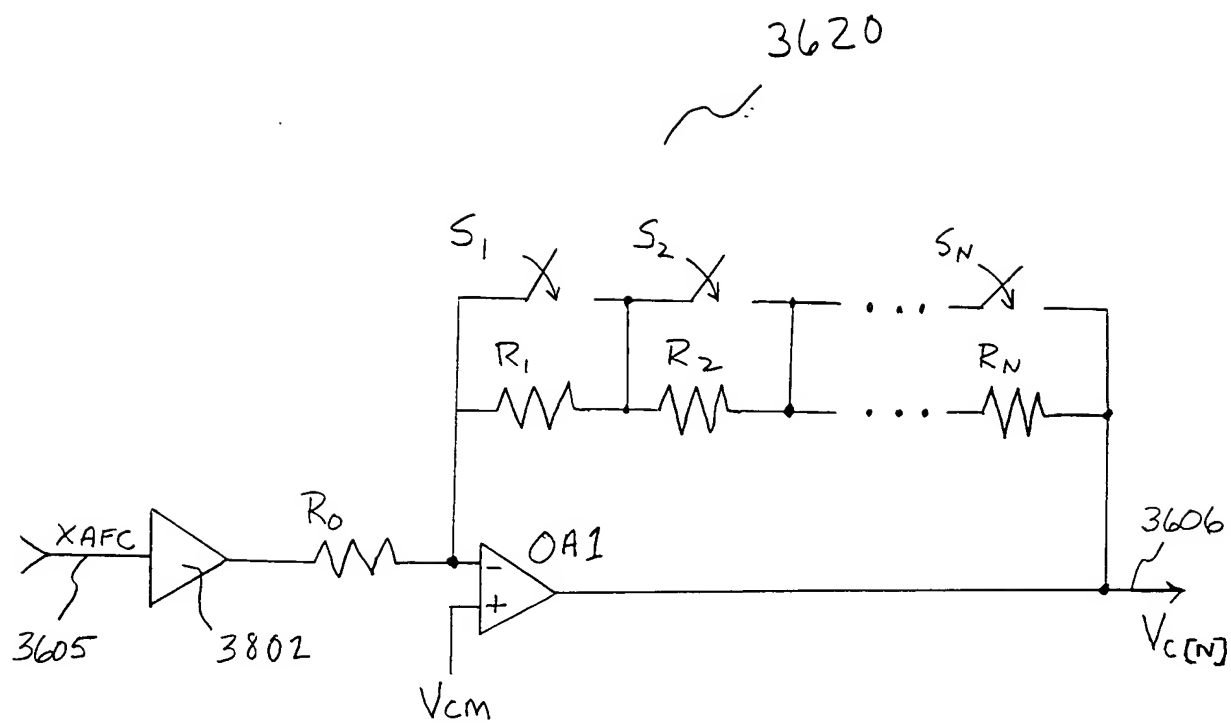 3620
S1 S2 SN
R1 R2 RN
R0
XAFC
OA1
-
+
3606
3605
3802
VCM
VC[N]